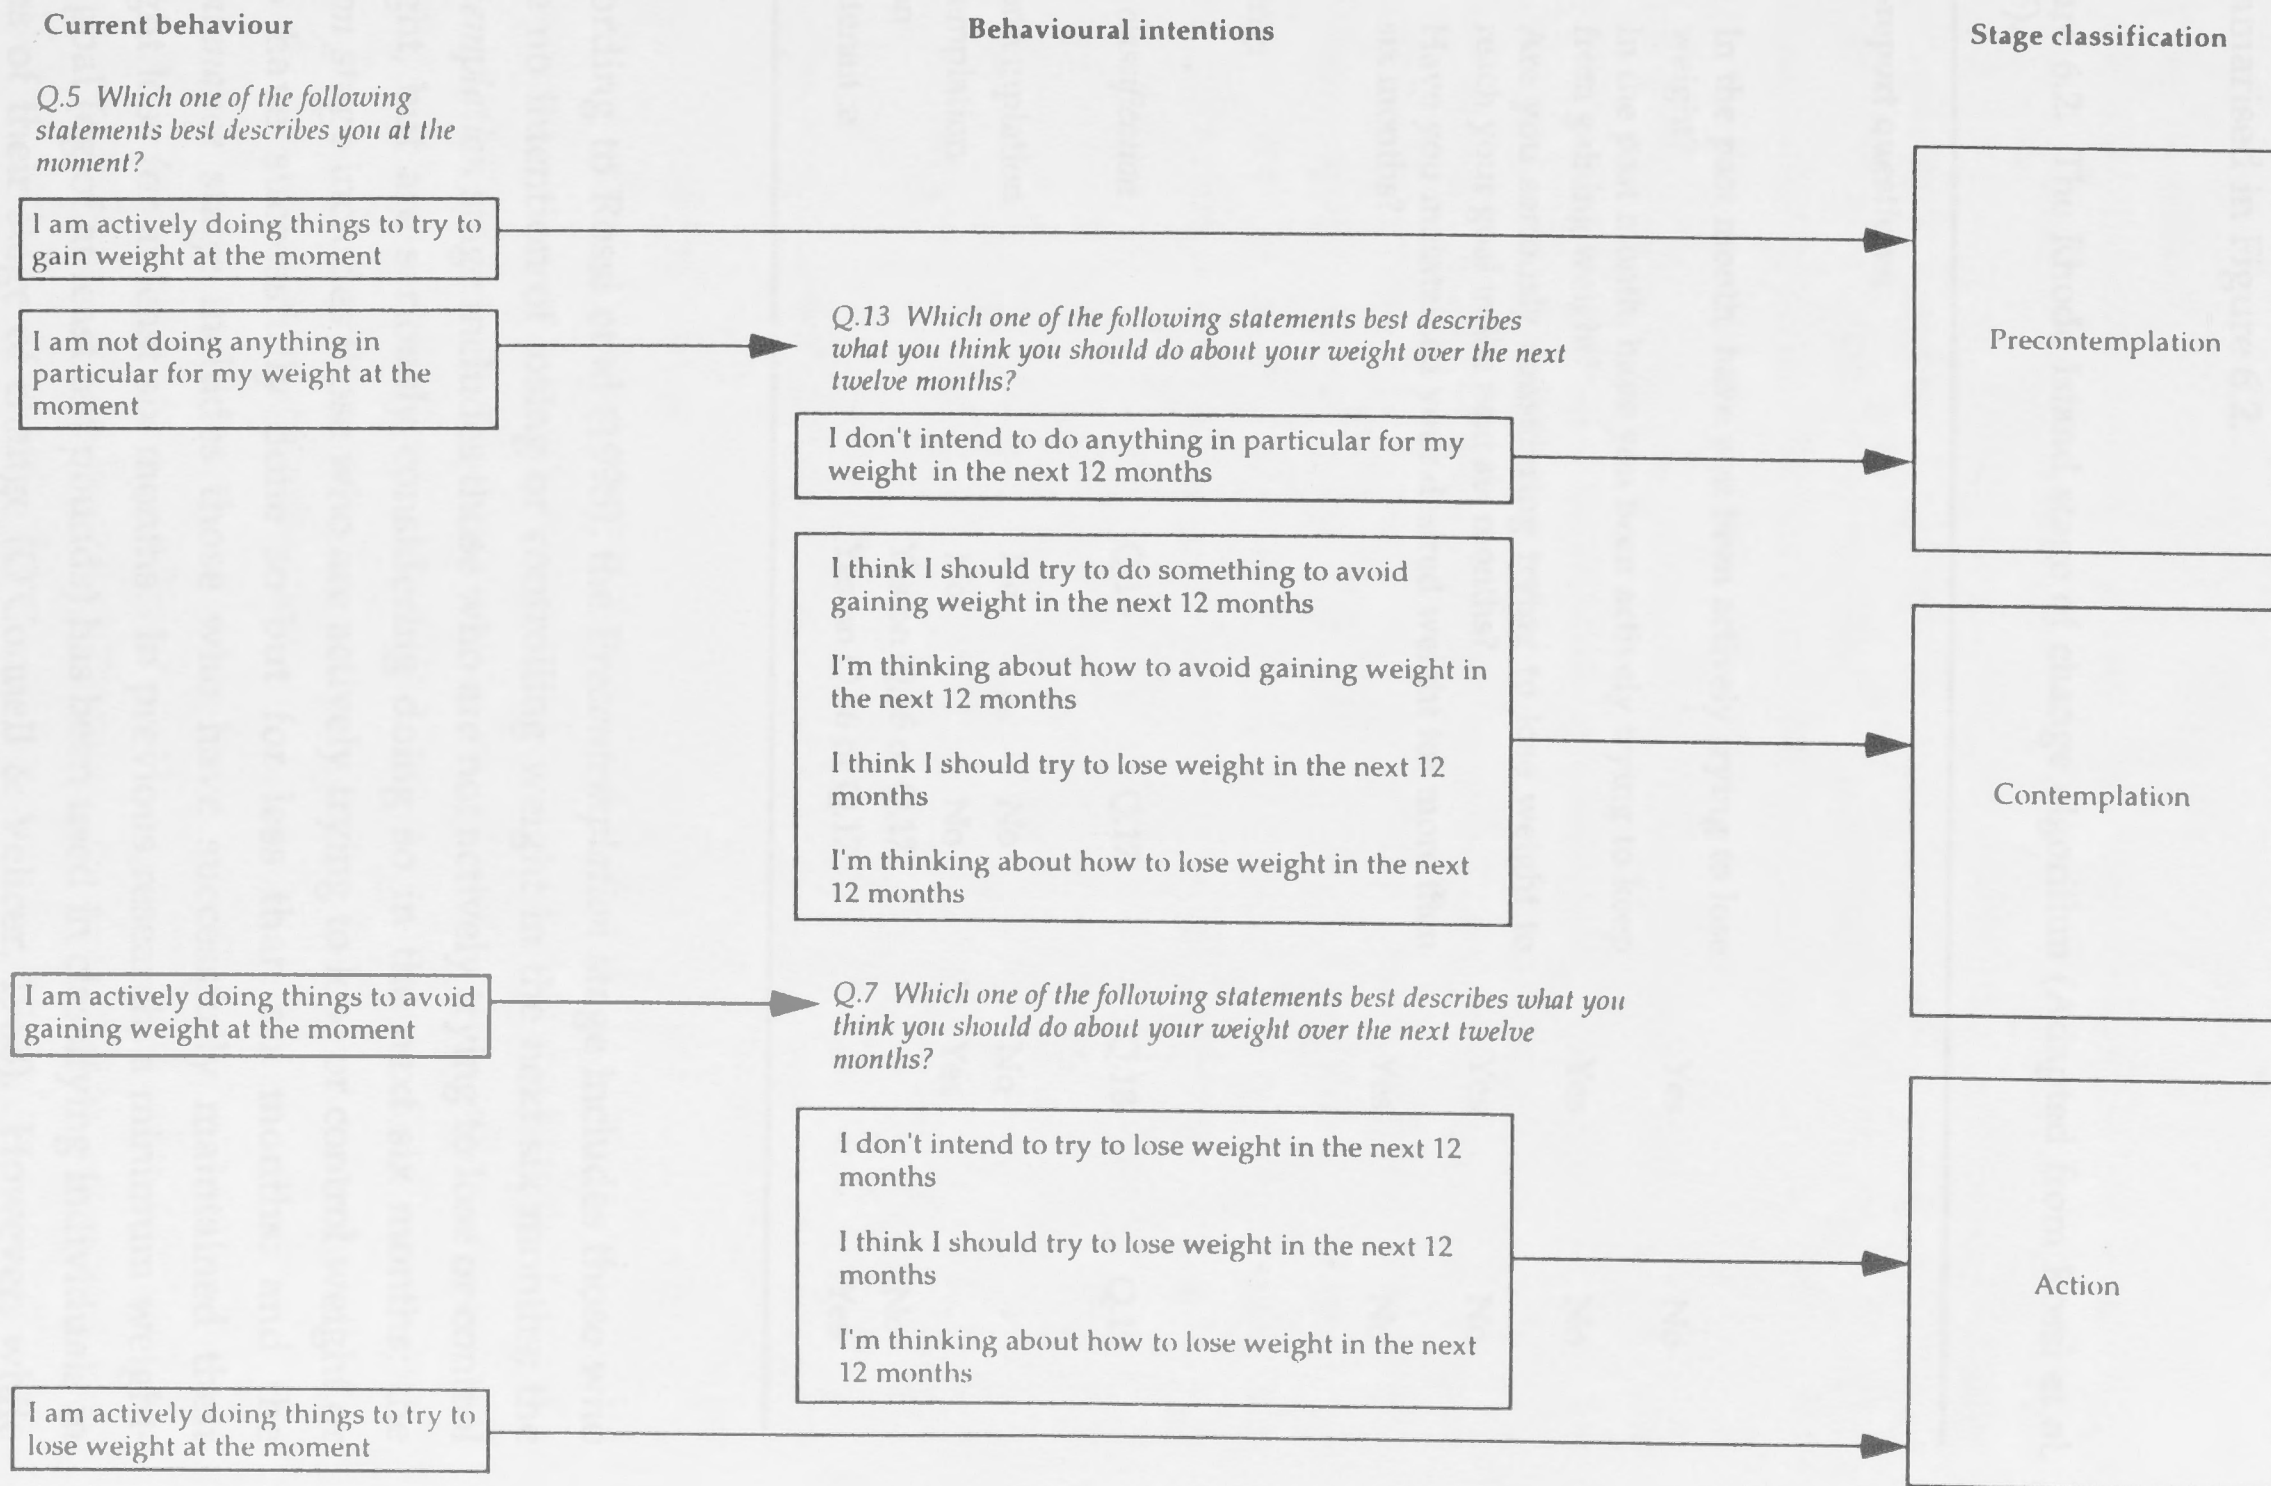 Current behaviour
Behavioural intentions
Stage classification
Q.5 Which one of the following
statements best describes you at the
moment?
I am actively doing things to try to
gain weight at the moment
I am not doing anything in
particular for my weight at the
moment
Q.13 Which one of the following statements best describes
what you think you should do about your weight over the next
twelve months?
I don't intend to do anything in particular for my
weight in the next 12 months
Precontemplation
I think I should try to do something to avoid
gaining weight in the next 12 months
I'm thinking about how to avoid gaining weight in
the next 12 months
I think I should try to lose weight in the next 12
months
I'm thinking about how to lose weight in the next
12 months
Contemplation
I am actively doing things to avoid
gaining weight at the moment
Q.7 Which one of the following statements best describes what you
think you should do about your weight over the next twelve
months?
I don't intend to try to lose weight in the next 12
months
I think I should try to lose weight in the next 12
months
I'm thinking about how to lose weight in the next
12 months
Action
I am actively doing things to try to
lose weight at the moment